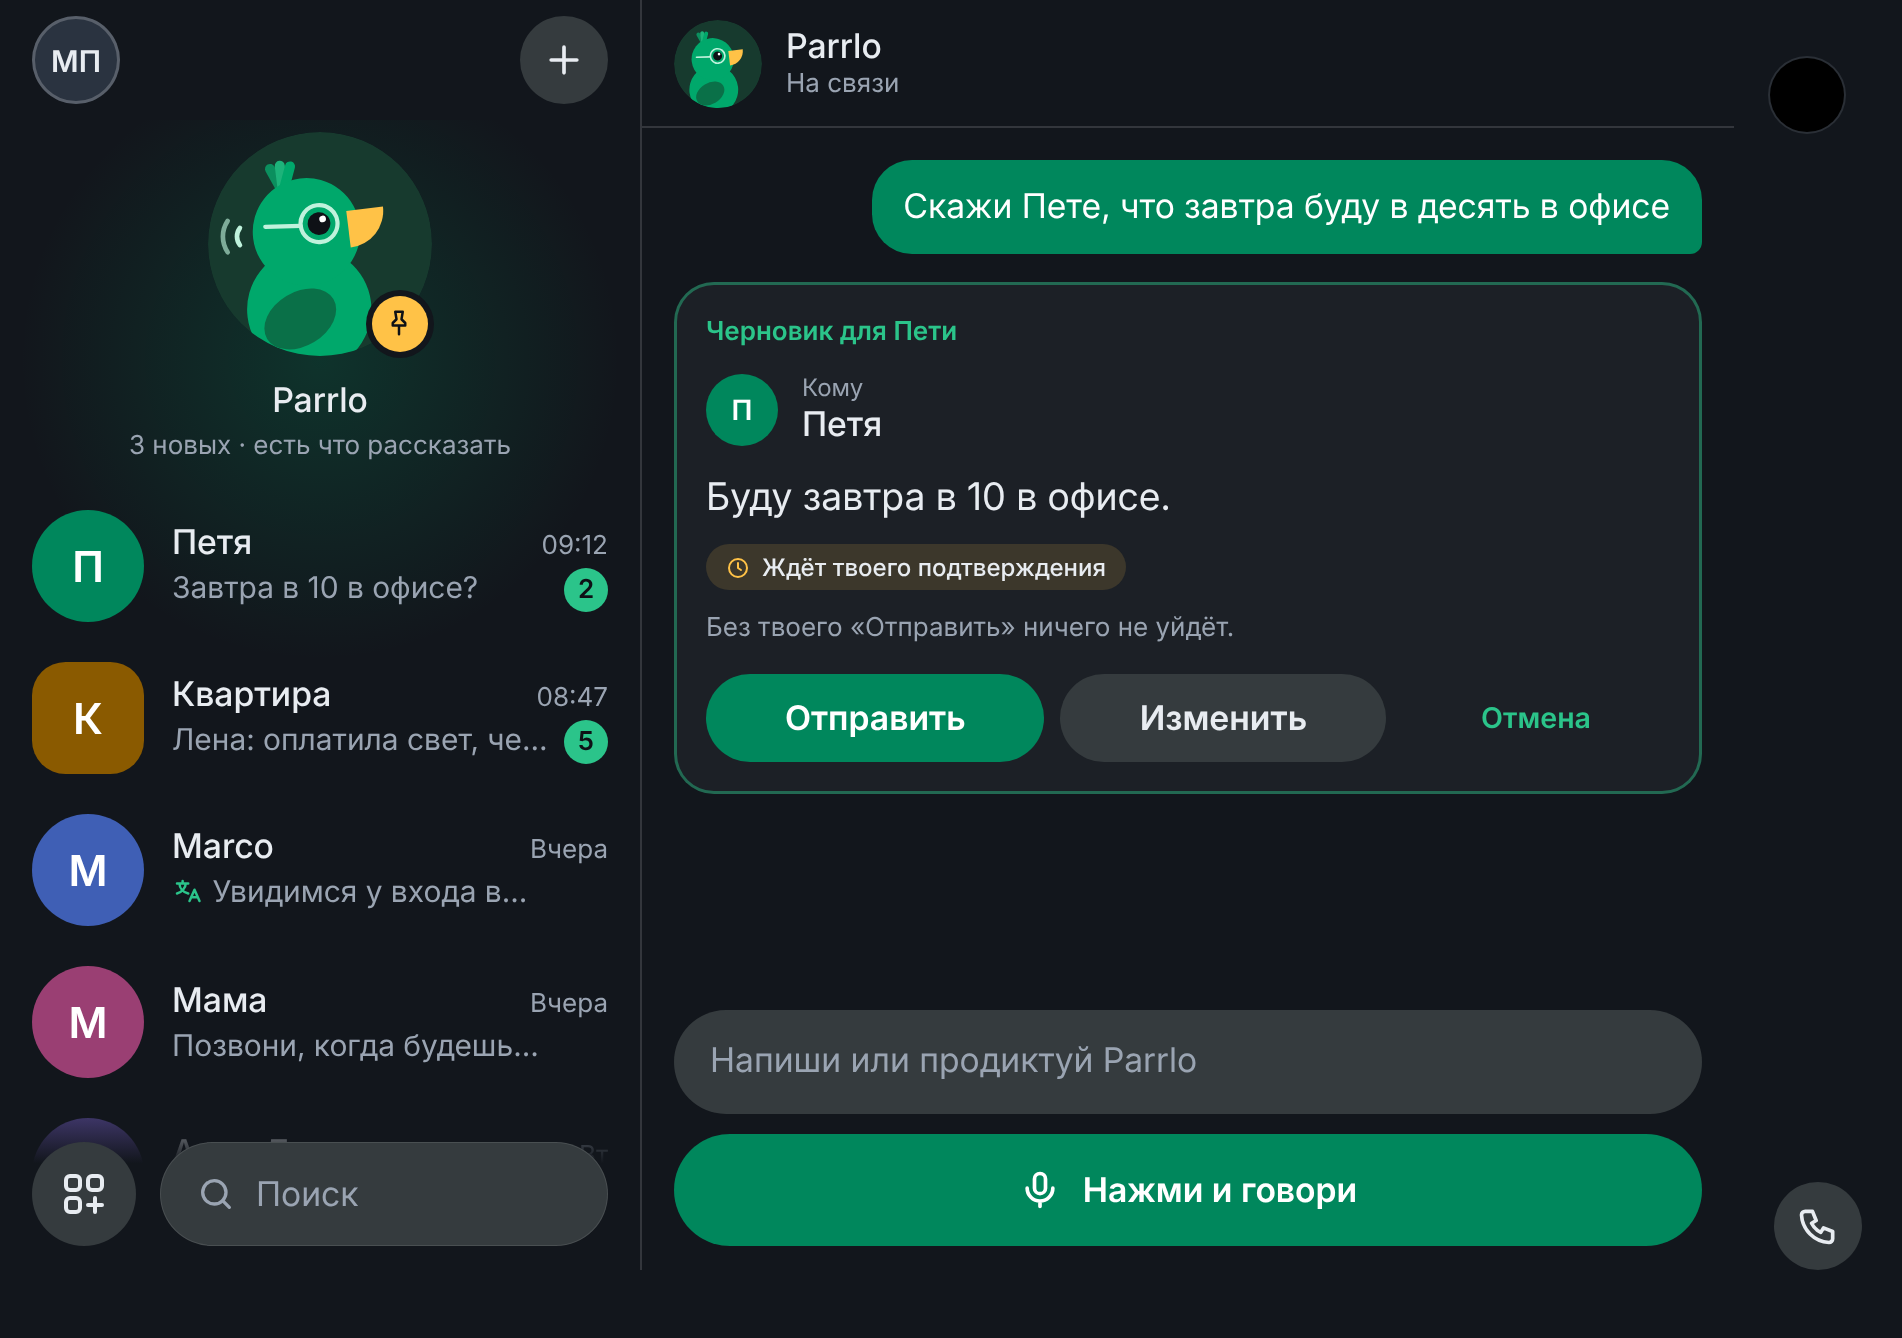 МП
Parrlo
3 новых · есть что рассказать
П
Петя
09:12
Завтра в 10 в офисе?
2
К
Квартира
08:47
Лена: оплатила свет, че...
5
M
Marco
Вчера
Увидимся у входа в...
М
Мама
Вчера
Позвони, когда будешь...
Вт
Поиск
Parrlo
На связи
Скажи Пете, что завтра буду в десять в офисе
Черновик для Пети
П
Кому
Петя
Буду завтра в 10 в офисе.
Ждёт твоего подтверждения
Без твоего «Отправить» ничего не уйдёт.
Отправить
Изменить
Отмена
Напиши или продиктуй Parrlo
Нажми и говори